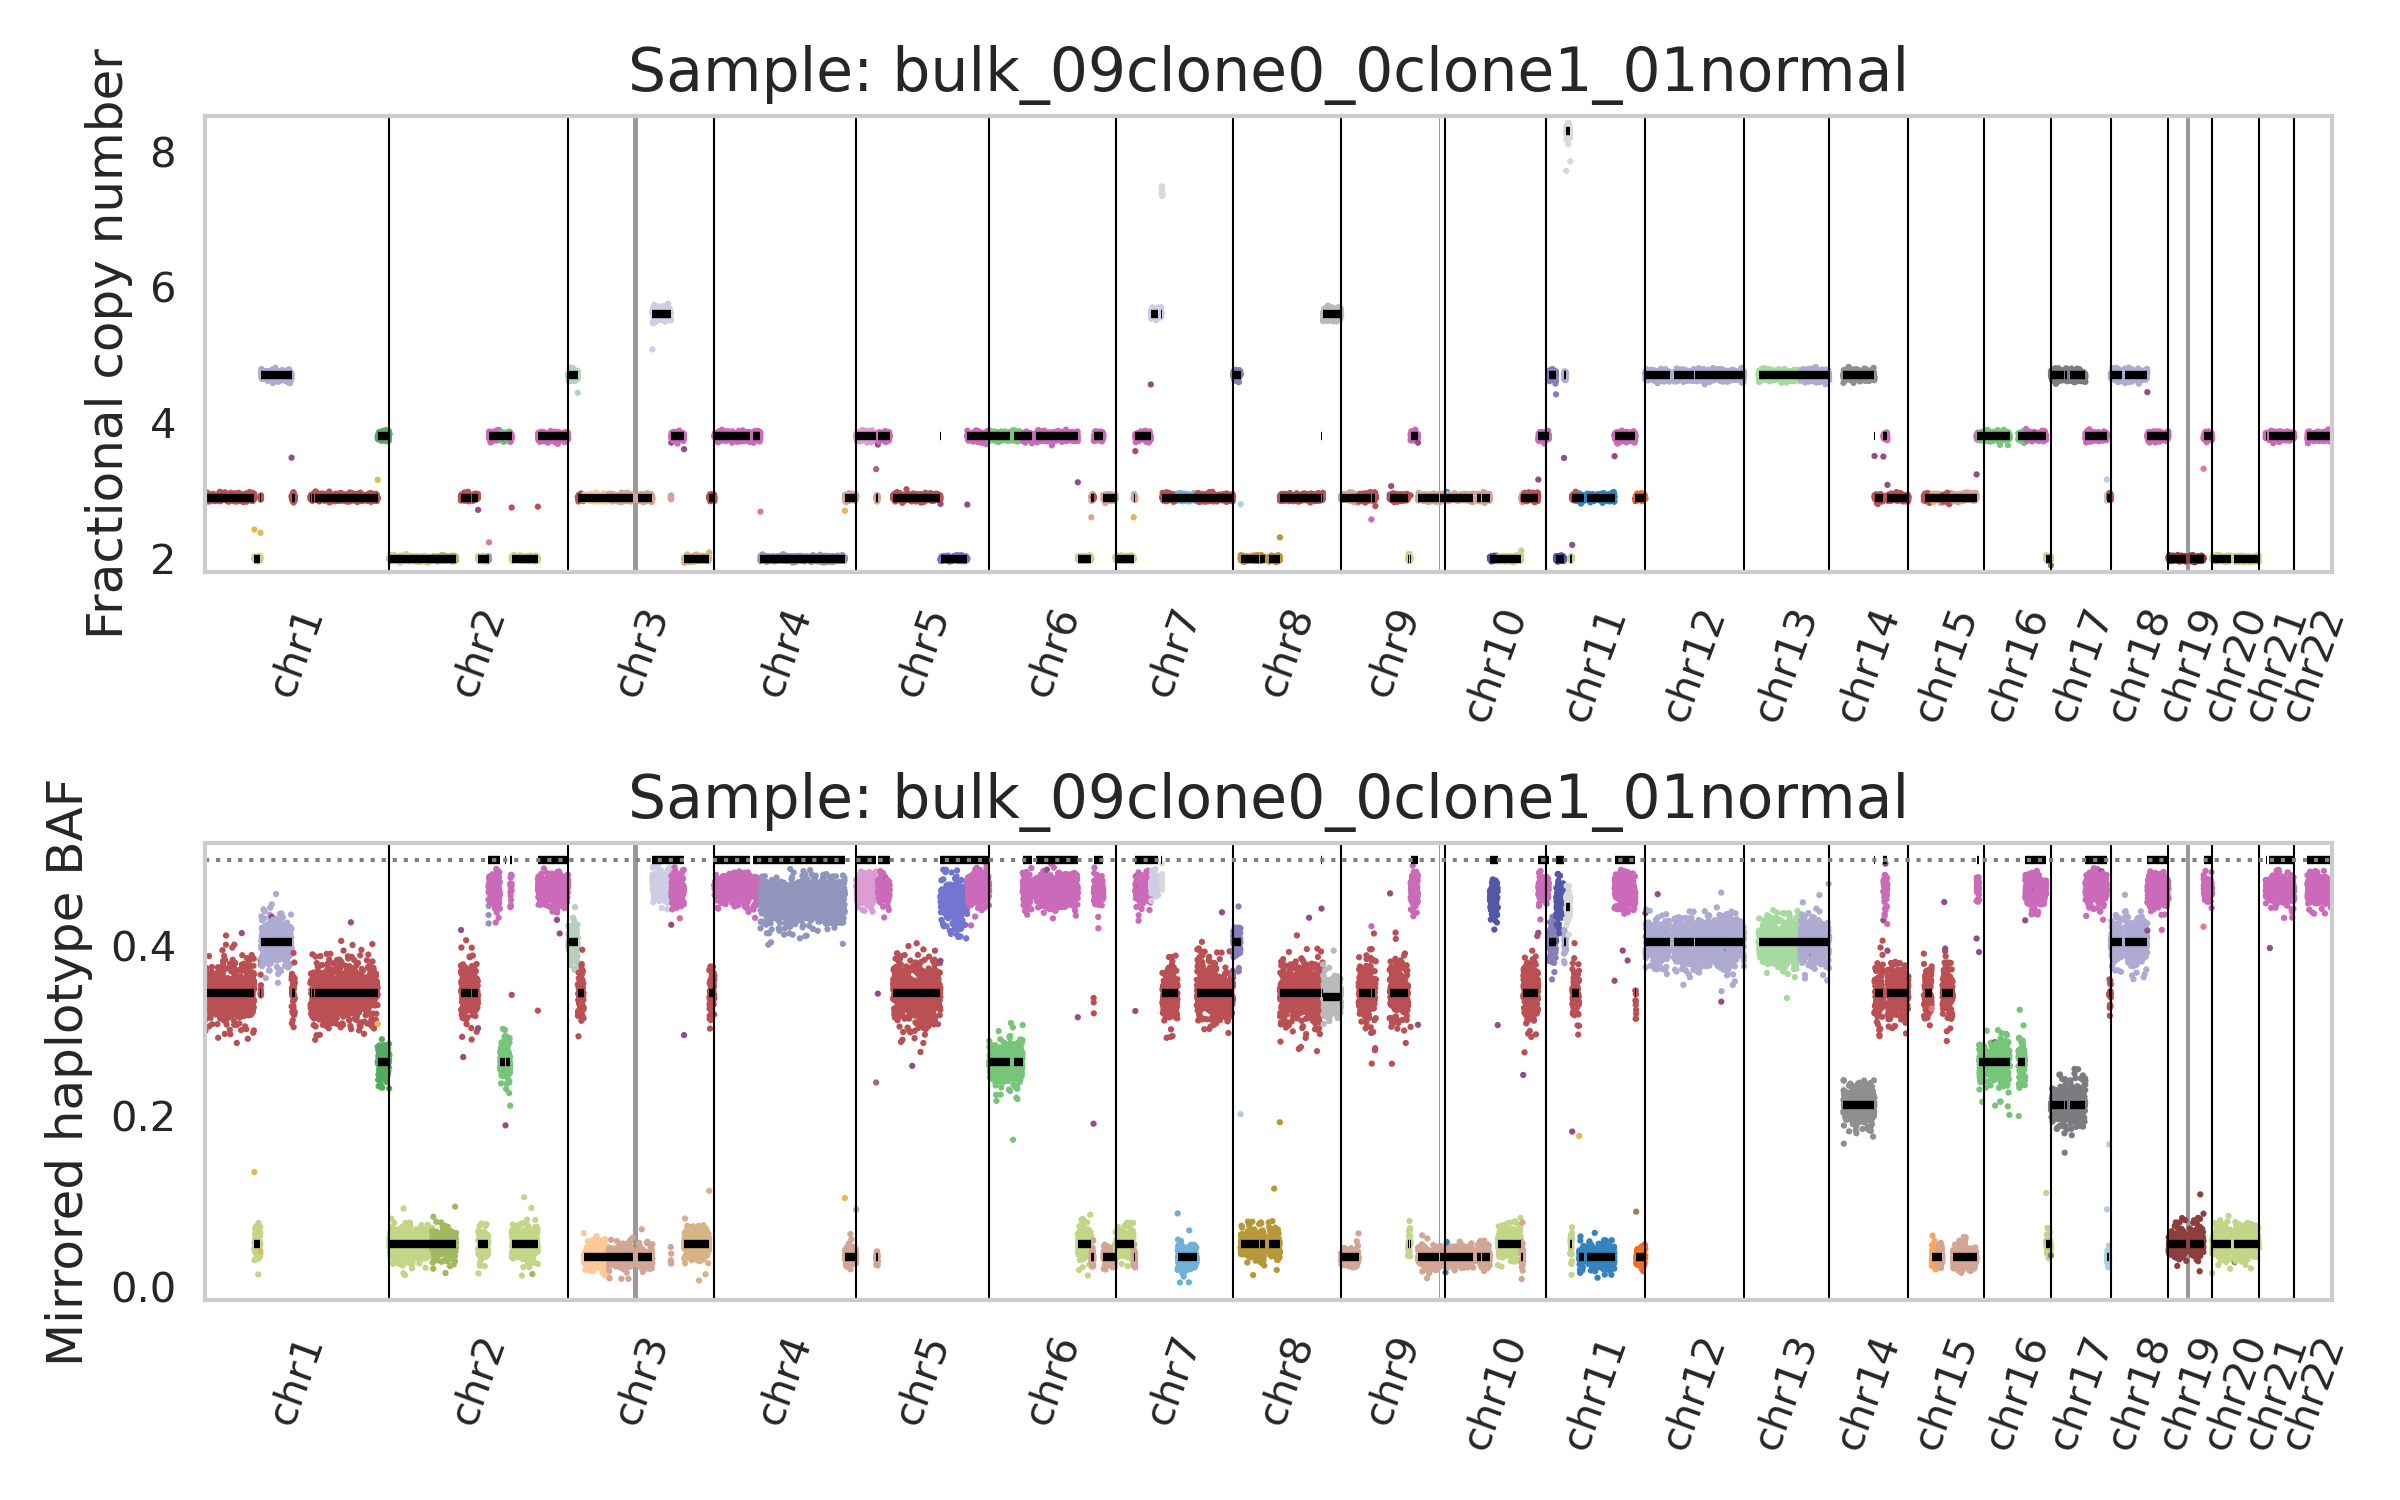 Sample: bulk_09clone0_0clone1_01normal
Fractional copy number
8
6
4
2
chr1 chr2 chr3 chr4 chr5 chr6 chr7 chr8 chr9 chr10 chr11 chr12 chr13 chr14 chr15 chr16 chr17 chr18 chr19 chr20 chr21 chr22
Sample: bulk_09clone0_0clone1_01normal
Mirrored haplotype BAF
0.4
0.2
0.0
chr1 chr2 chr3 chr4 chr5 chr6 chr7 chr8 chr9 chr10 chr11 chr12 chr13 chr14 chr15 chr16 chr17 chr18 chr19 chr20 chr21 chr22